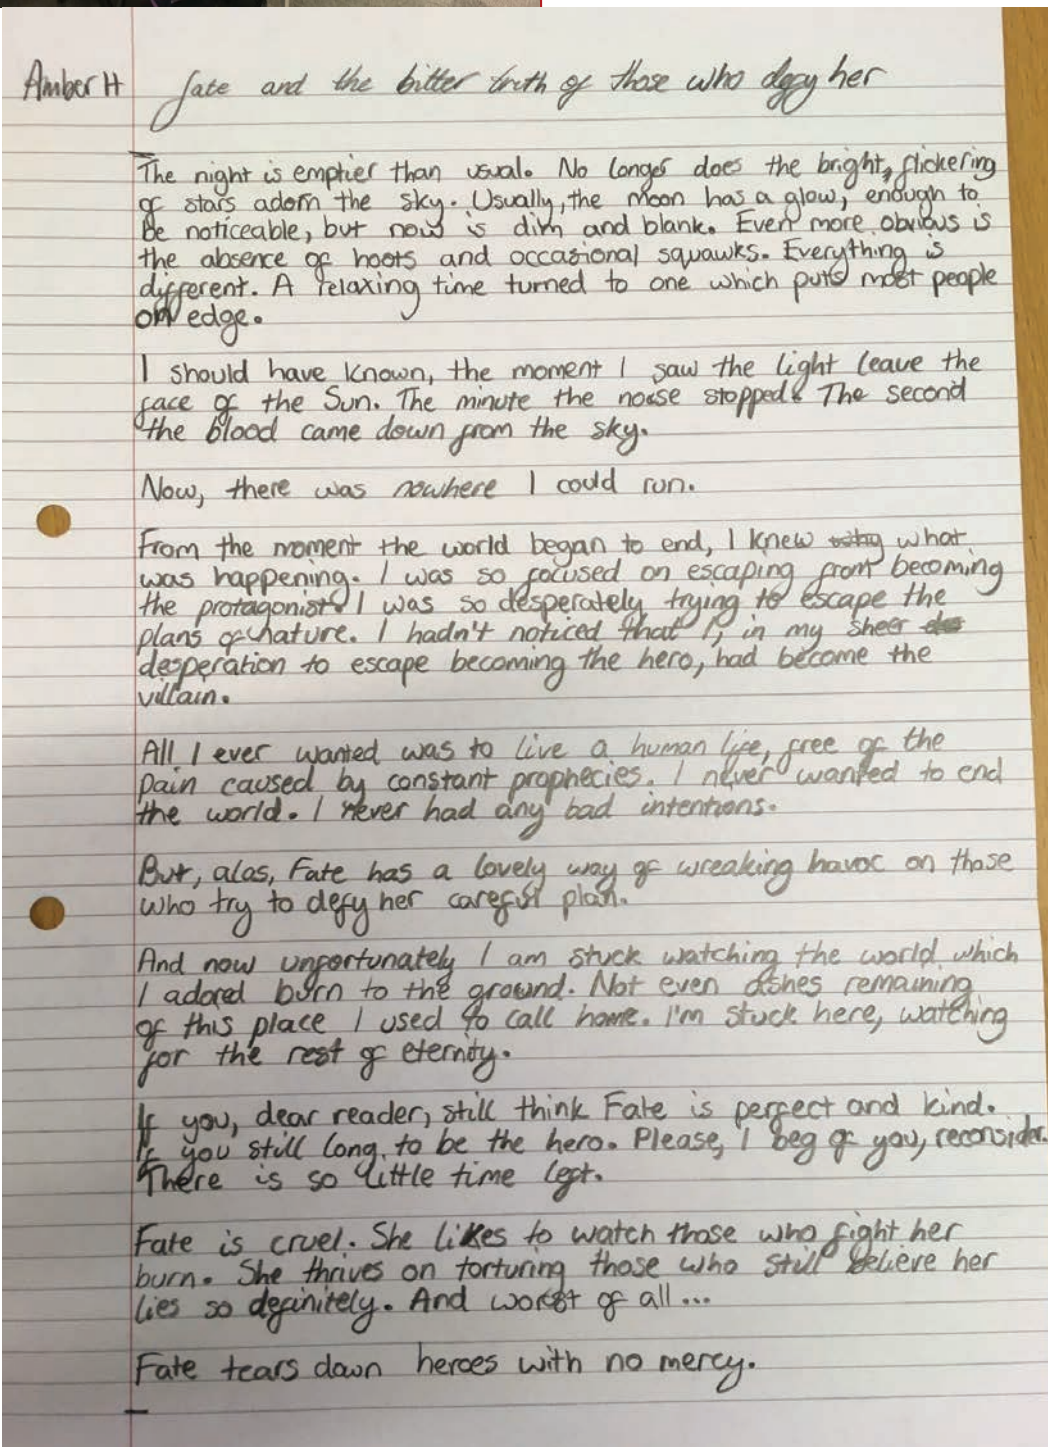 Amber H fate and the bitter truth of those who defy her
The night is emptier than usual. No longer does the bright, flickering
of stars adorn the sky. Usually, the moon has a glow, enough to
be noticeable, but now is dim and blank. Even more obvious is
the absence of hoots and occasional squawks. Everything is
different. A relaxing time turned to one which puts most people
on edge.
I should have known, the moment I saw the light leave the
face of the Sun. The minute the noise stopped. The second
the blood came down from the sky.
Now, there was nowhere I could run.
From the moment the world began to end, I knew what
was happening. I was so focused on escaping from becoming
the protagonist. I was so desperately trying to escape the
plans of nature. I hadn't noticed that I, in my sheer
desperation to escape becoming the hero, had become the
villain.
All I ever wanted was to live a human life, free of the
pain caused by constant prophecies. I never wanted to end
the world. I never had any bad intentions.
But, alas, Fate has a lovely way of wreaking havoc on those
who try to defy her careful plan.
And now unfortunately I am stuck watching the world which
I adored burn to the ground. Not even ashes remaining
of this place I used to call home. I'm stuck here, watching
for the rest of eternity.
If you, dear reader, still think Fate is perfect and kind.
If you still long to be the hero. Please, I beg of you, reconsider.
There is so little time left.
Fate is cruel. She likes to watch those who fight her
burn. She thrives on torturing those who still believe her
lies so definitely. And worst of all...
Fate tears down heroes with no mercy.